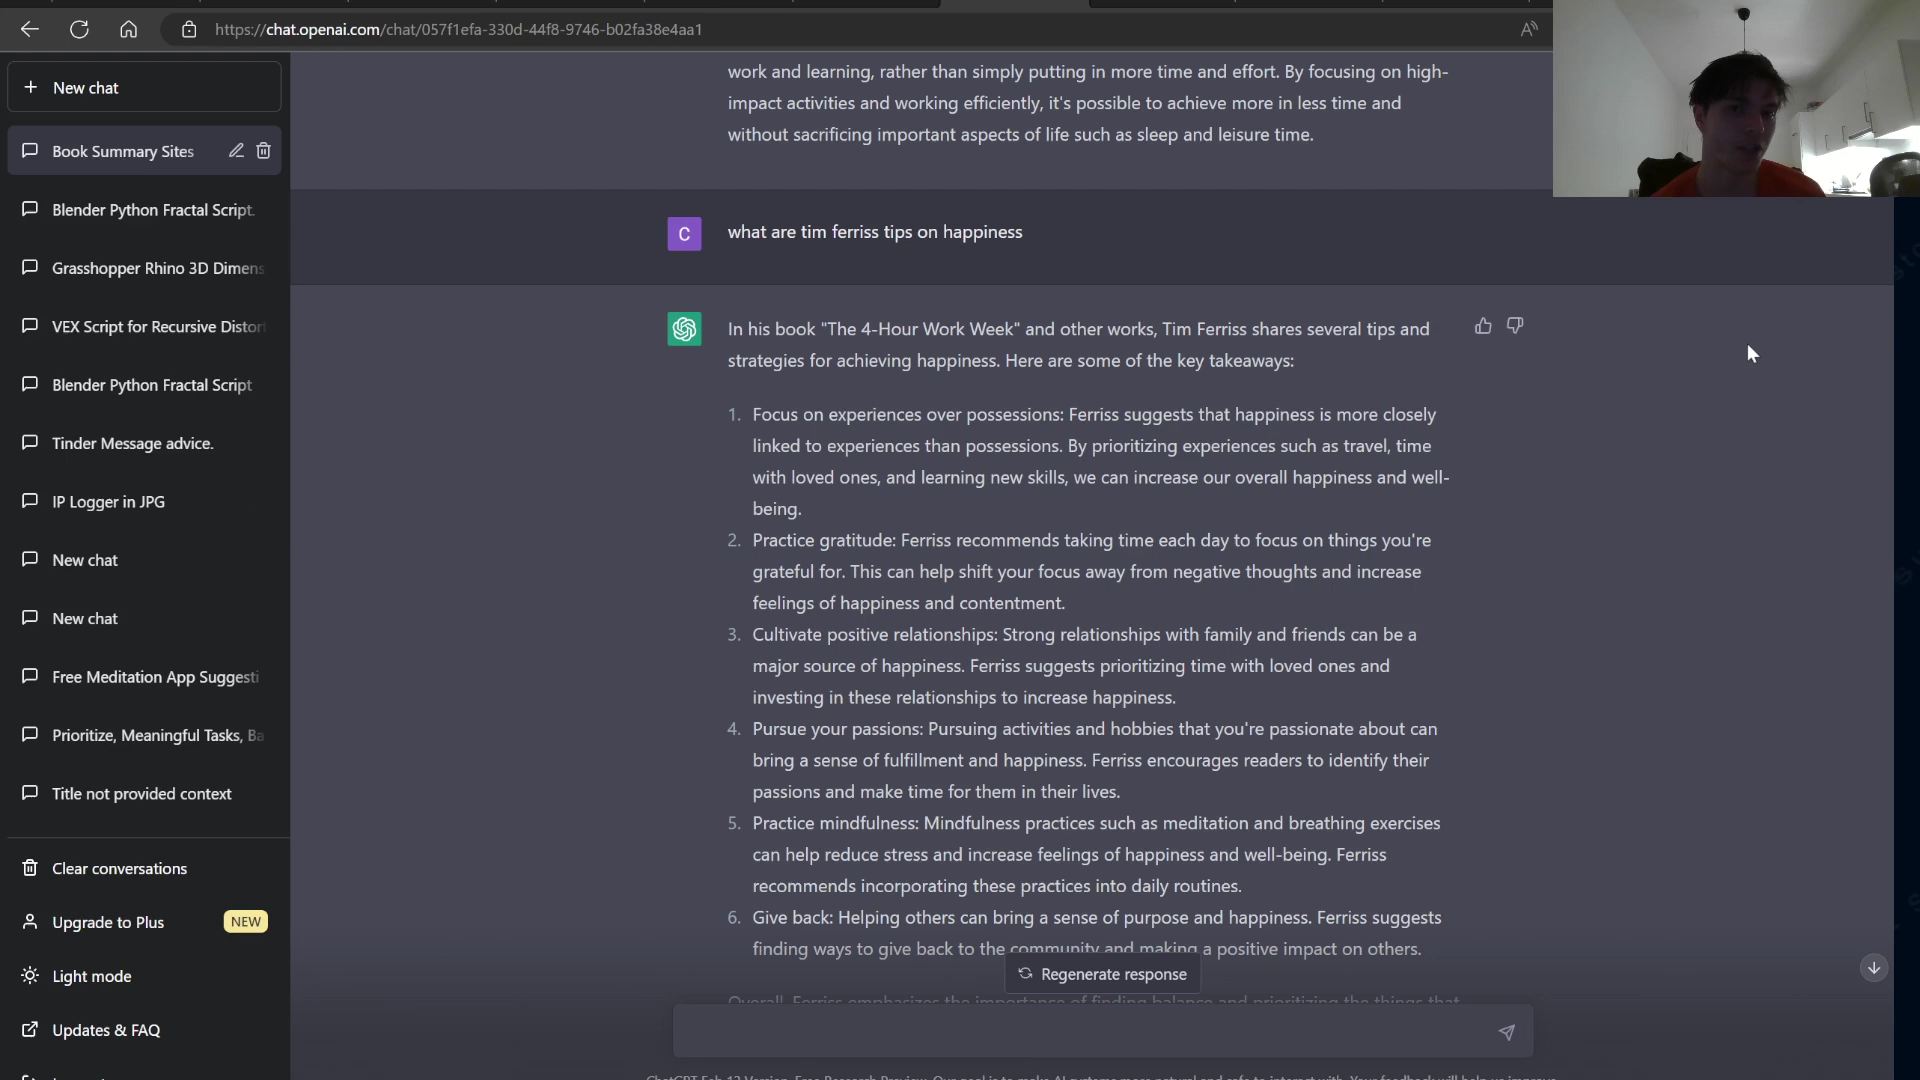 https://chat.openai.com/chat/057f1efa-330d-44f8-9746-b02fa38e4aa1
New chat
Book Summary Sites
Blender Python Fractal Script.
Grasshopper Rhino 3D Dimens
VEX Script for Recursive Distor
Blender Python Fractal Script
Tinder Message advice.
IP Logger in JPG
New chat
New chat
Free Meditation App Suggesti
Prioritize, Meaningful Tasks, Ba
Title not provided context
Clear conversations
Upgrade to Plus NEW
Light mode
Updates & FAQ
work and learning, rather than simply putting in more time and effort. By focusing on high-
impact activities and working efficiently, it's possible to achieve more in less time and
without sacrificing important aspects of life such as sleep and leisure time.
C what are tim ferriss tips on happiness
In his book "The 4-Hour Work Week" and other works, Tim Ferriss shares several tips and
strategies for achieving happiness. Here are some of the key takeaways:
1. Focus on experiences over possessions: Ferriss suggests that happiness is more closely
linked to experiences than possessions. By prioritizing experiences such as travel, time
with loved ones, and learning new skills, we can increase our overall happiness and well-
being.
2. Practice gratitude: Ferriss recommends taking time each day to focus on things you're
grateful for. This can help shift your focus away from negative thoughts and increase
feelings of happiness and contentment.
3. Cultivate positive relationships: Strong relationships with family and friends can be a
major source of happiness. Ferriss suggests prioritizing time with loved ones and
investing in these relationships to increase happiness.
4. Pursue your passions: Pursuing activities and hobbies that you're passionate about can
bring a sense of fulfillment and happiness. Ferriss encourages readers to identify their
passions and make time for them in their lives.
5. Practice mindfulness: Mindfulness practices such as meditation and breathing exercises
can help reduce stress and increase feelings of happiness and well-being. Ferriss
recommends incorporating these practices into daily routines.
6. Give back: Helping others can bring a sense of purpose and happiness. Ferriss suggests
finding ways to give back to the community and making a positive impact on others.
Regenerate response
Overall, Ferriss emphasizes the importance of finding balance and prioritizing the things that